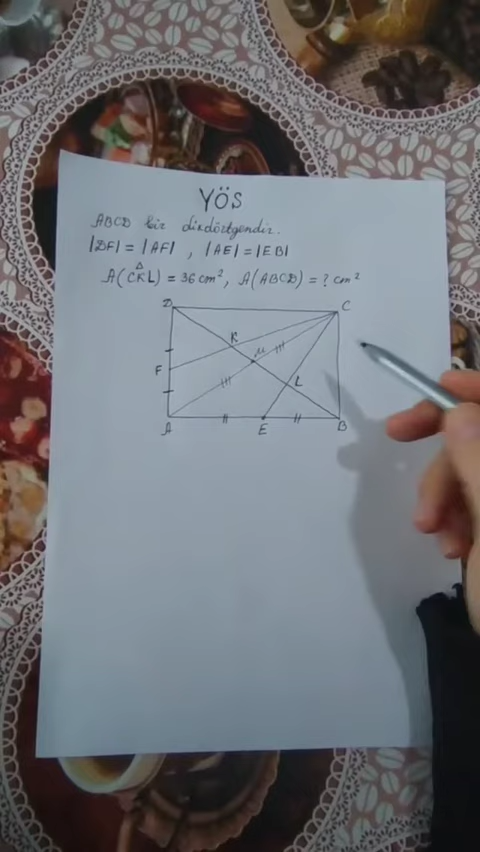 YÖS
ABCD bir dikdörtgendir.
|DF| = |AF| , |AE| = |EB|
A(CKL) = 36 cm², A(ABCD) = ? cm²
D
C
K
M
F
L
A
E
B